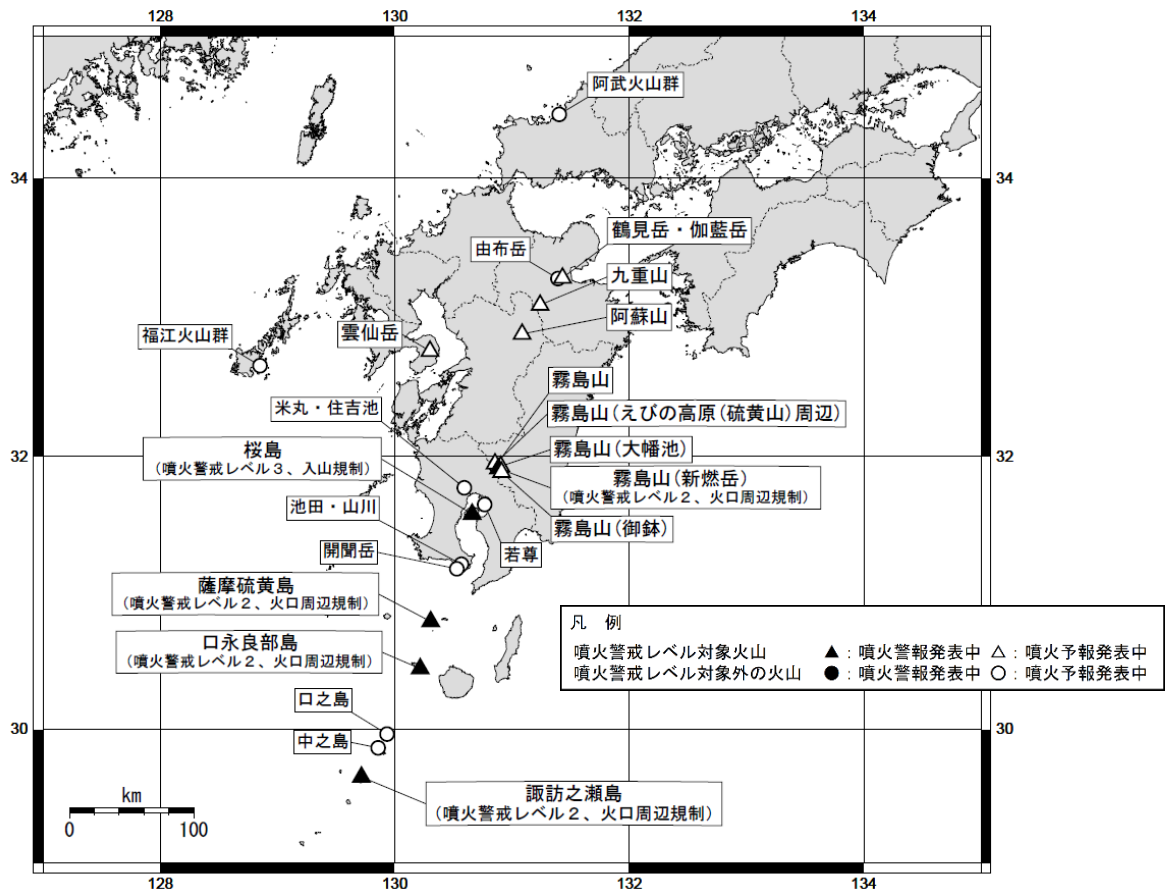 128
130
132
134
阿武火山群
34
34
鶴見岳・伽藍岳
由布岳
九重山
阿蘇山
雲仙岳
福江火山群
霧島山
米丸・住吉池
霧島山(えびの高原(硫黄山)周辺)
桜島
(噴火警戒レベル3、入山規制)
霧島山(大幡池)
32
32
霧島山(新燃岳)
(噴火警戒レベル2、火口周辺規制)
池田・山川
霧島山(御鉢)
開聞岳
若尊
薩摩硫黄島
(噴火警戒レベル2、火口周辺規制)
口永良部島
(噴火警戒レベル2、火口周辺規制)
凡 例
噴火警戒レベル対象火山 ▲:噴火警報発表中 △:噴火予報発表中
噴火警戒レベル対象外の火山 ●:噴火警報発表中 ○:噴火予報発表中
口之島
30
30
中之島
諏訪之瀬島
(噴火警戒レベル2、火口周辺規制)
km
0 100
128
130
132
134